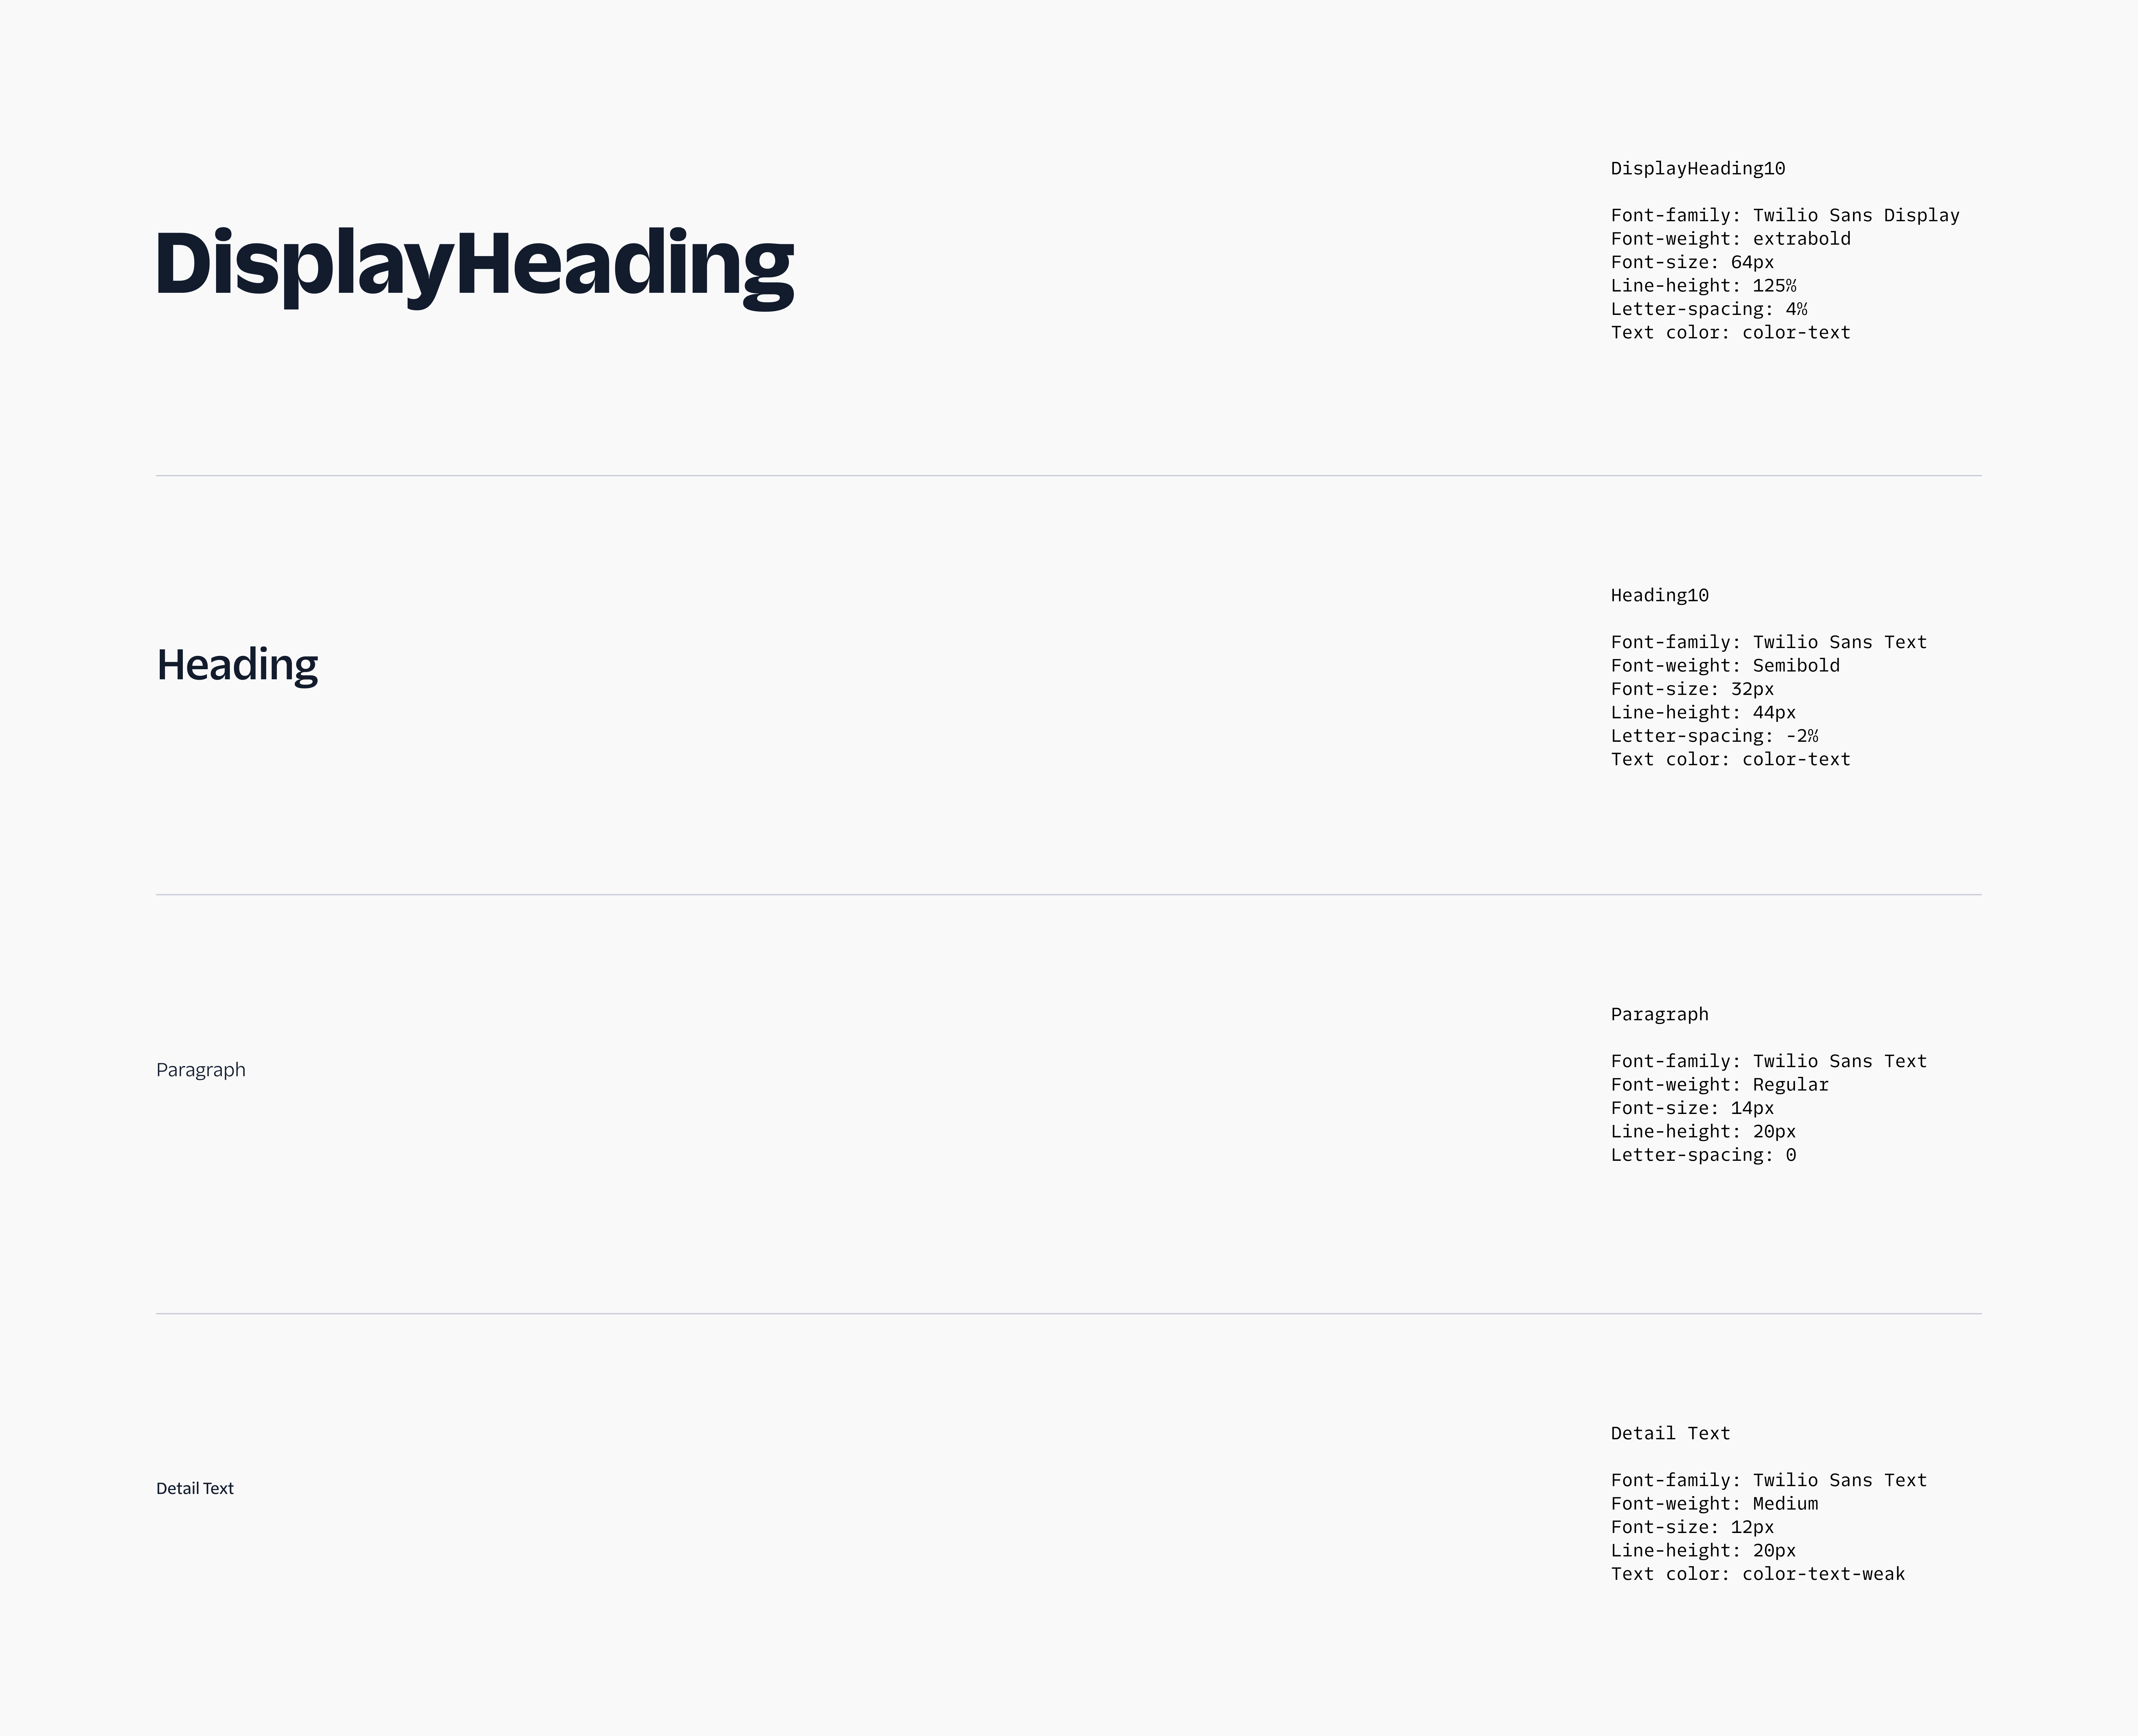 DisplayHeading
DisplayHeading10
Font-family: Twilio Sans Display
Font-weight: extrabold
Font-size: 64px
Line-height: 125%
Letter-spacing: 4%
Text color: color-text
Heading
Heading10
Font-family: Twilio Sans Text
Font-weight: Semibold
Font-size: 32px
Line-height: 44px
Letter-spacing: -2%
Text color: color-text
Paragraph
Paragraph
Font-family: Twilio Sans Text
Font-weight: Regular
Font-size: 14px
Line-height: 20px
Letter-spacing: 0
Detail Text
Detail Text
Font-family: Twilio Sans Text
Font-weight: Medium
Font-size: 12px
Line-height: 20px
Text color: color-text-weak